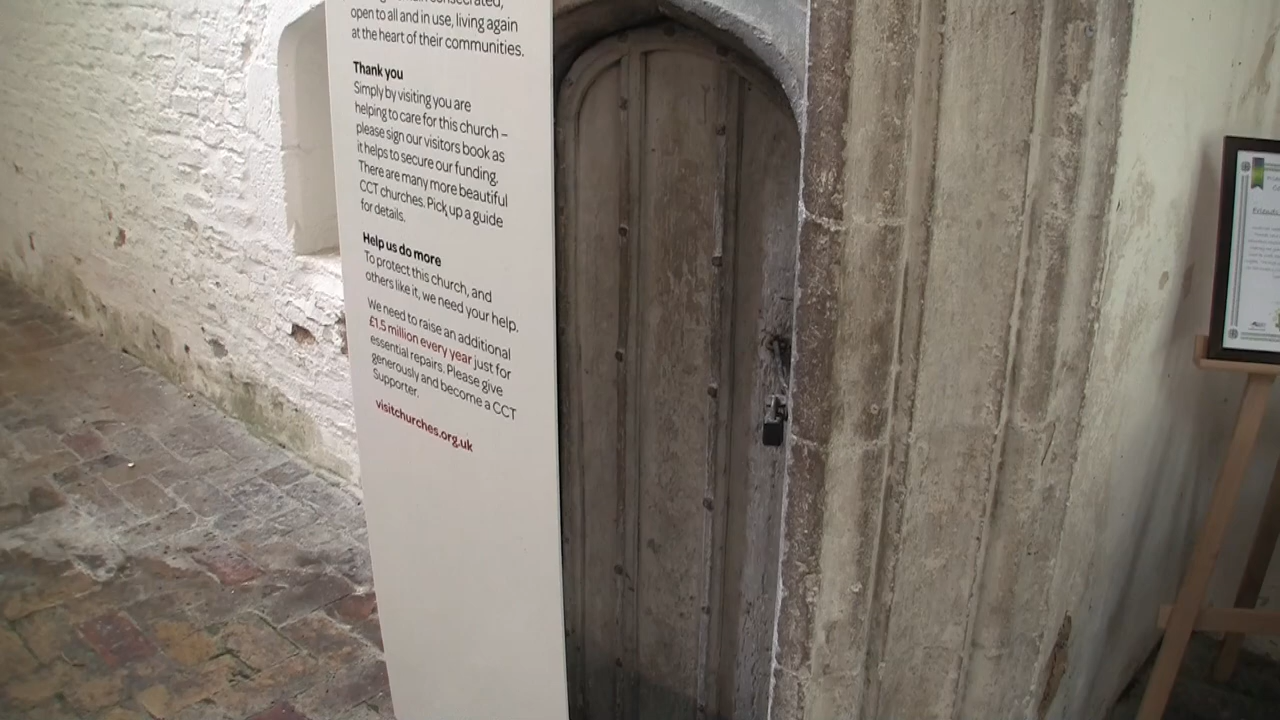 consecrated,
open to all and in use, living again
at the heart of their communities.
Thank you
Simply by visiting you are
helping to care for this church –
please sign our visitors book as
it helps to secure our funding.
There are many more beautiful
CCT churches. Pick up a guide
for details.
Help us do more
To protect this church, and
others like it, we need your help.
We need to raise an additional
£1.5 million every year just for
essential repairs. Please give
generously and become a CCT
Supporter.
visitchurches.org.uk